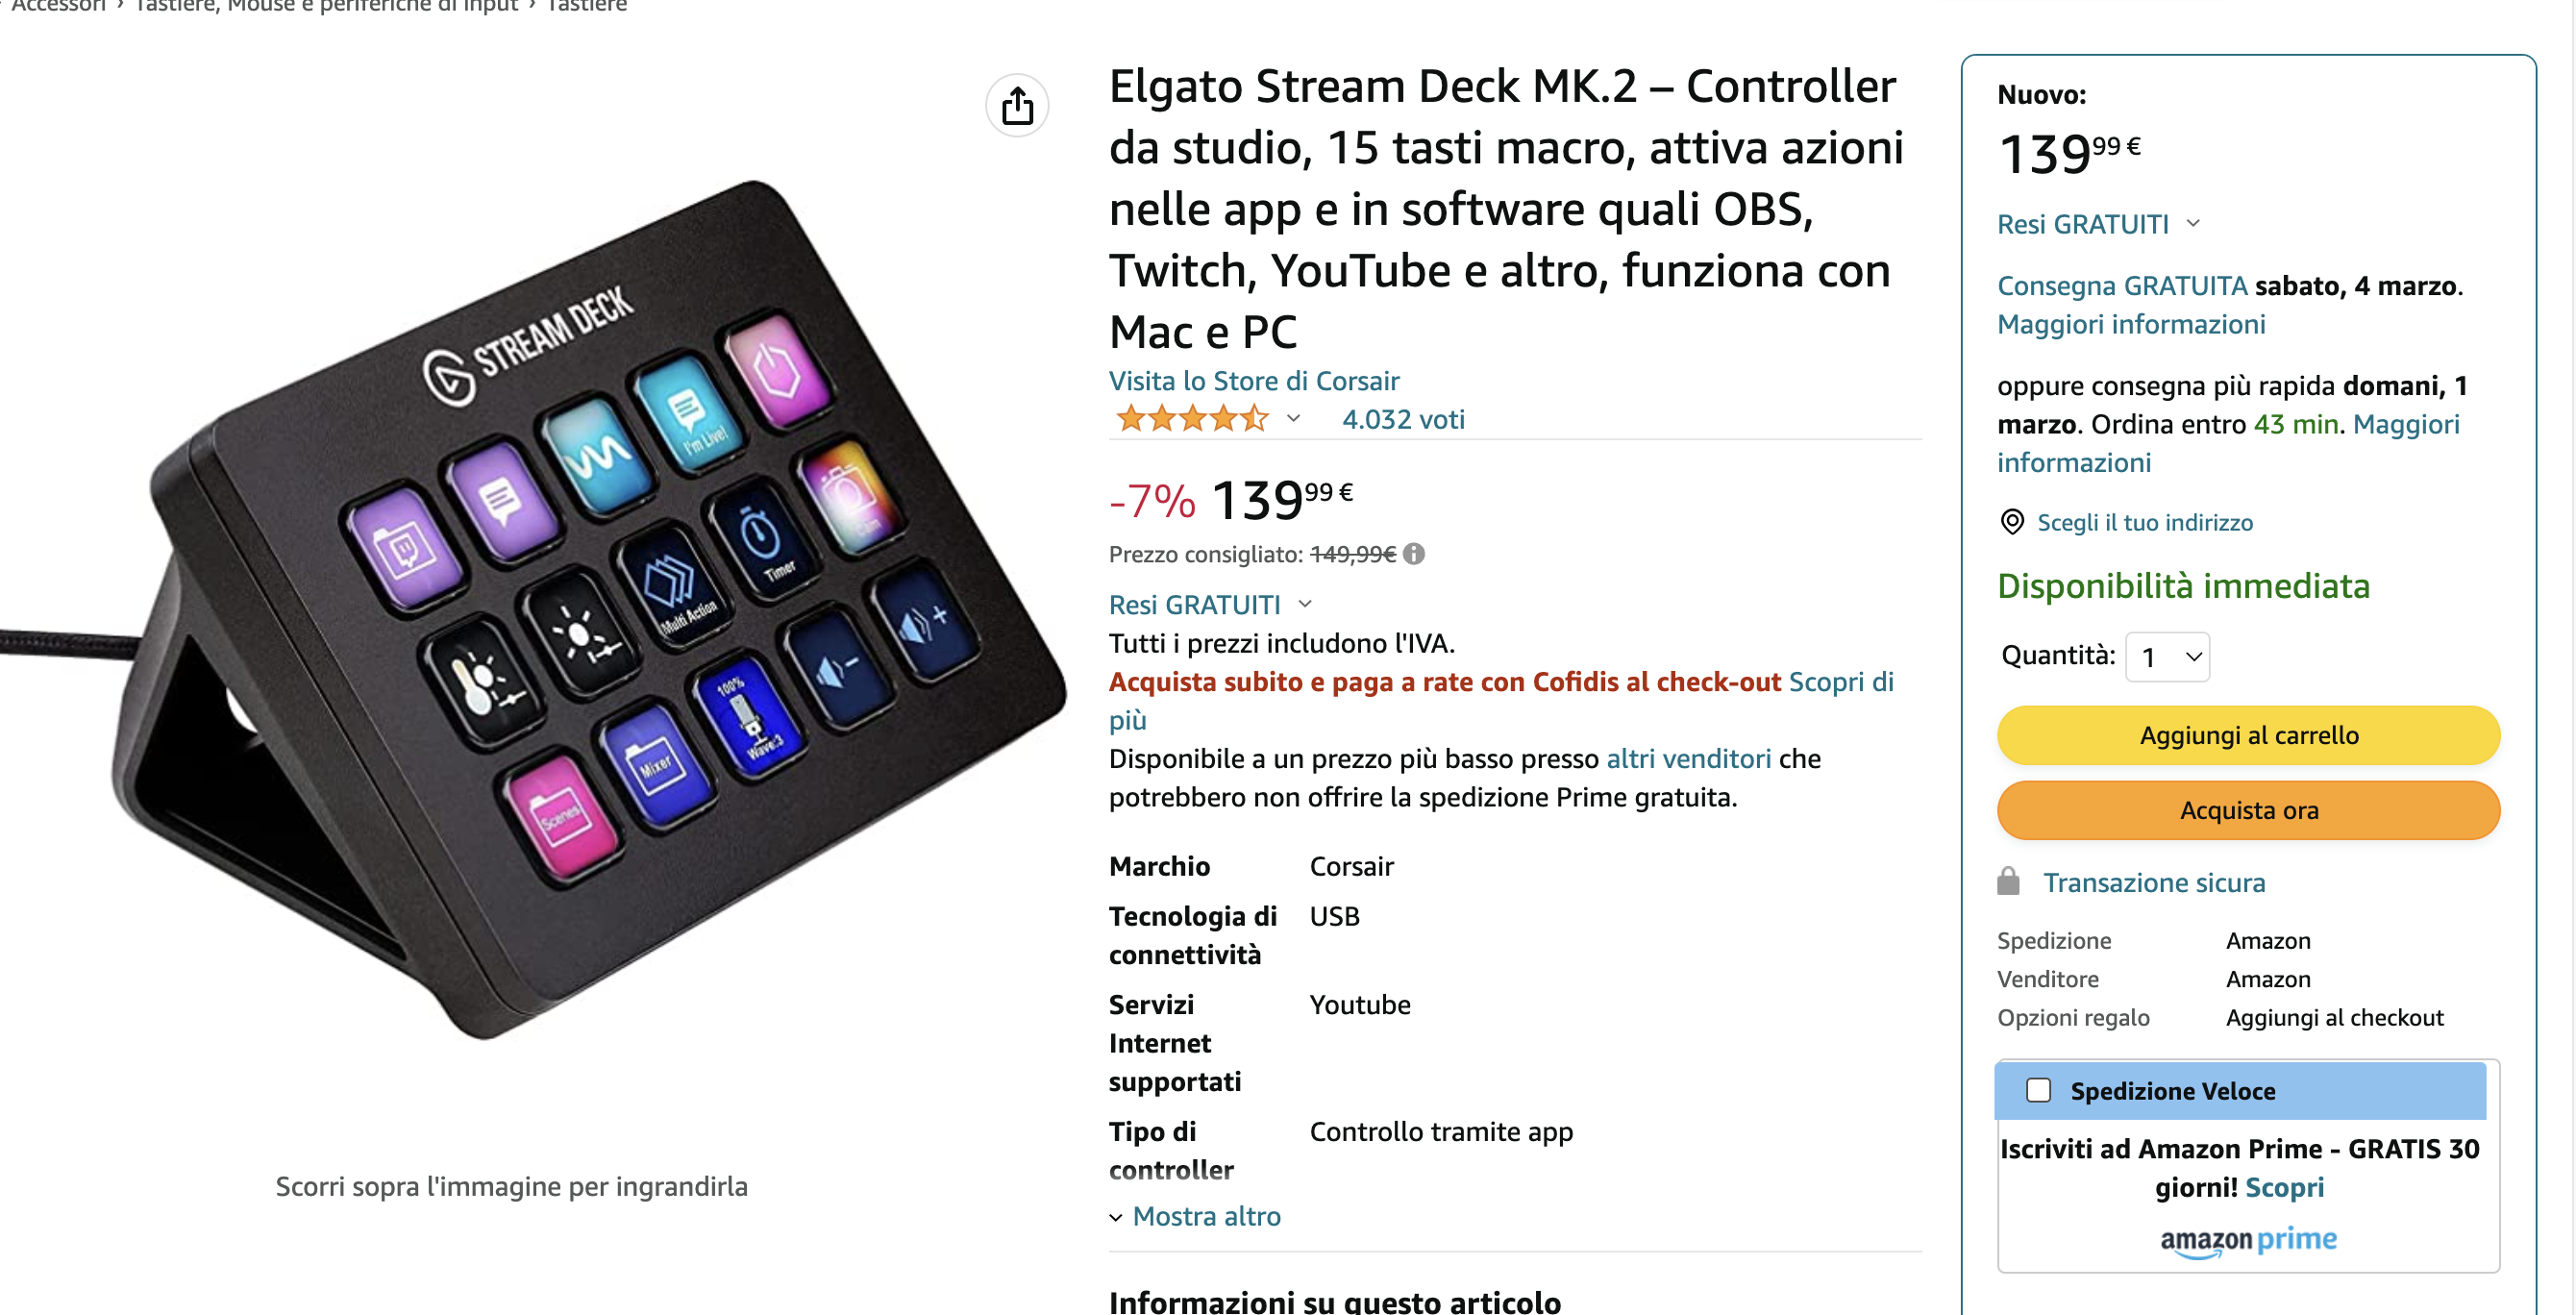 Accessori › Tastiere, Mouse e periferiche di input › Tastiere
STREAM DECK
I'm Live!
Timer
Multi Action
100%
Wave:3
Mixer
Scenes
Scorri sopra l'immagine per ingrandirla
Elgato Stream Deck MK.2 – Controller
da studio, 15 tasti macro, attiva azioni
nelle app e in software quali OBS,
Twitch, YouTube e altro, funziona con
Mac e PC
Visita lo Store di Corsair
4.032 voti
-7% 13999 €
Prezzo consigliato: 149,99€
Resi GRATUITI
Tutti i prezzi includono l'IVA.
Acquista subito e paga a rate con Cofidis al check-out Scopri di
più
Disponibile a un prezzo più basso presso altri venditori che
potrebbero non offrire la spedizione Prime gratuita.
Marchio Corsair
Tecnologia di USB
connettività
Servizi Youtube
Internet
supportati
Tipo di Controllo tramite app
controller
Mostra altro
Informazioni su questo articolo
Nuovo:
13999 €
Resi GRATUITI
Consegna GRATUITA sabato, 4 marzo.
Maggiori informazioni
oppure consegna più rapida domani, 1
marzo. Ordina entro 43 min. Maggiori
informazioni
Scegli il tuo indirizzo
Disponibilità immediata
Quantità: 1
Aggiungi al carrello
Acquista ora
Transazione sicura
Spedizione Amazon
Venditore Amazon
Opzioni regalo Aggiungi al checkout
Spedizione Veloce
Iscriviti ad Amazon Prime - GRATIS 30
giorni! Scopri
amazon prime